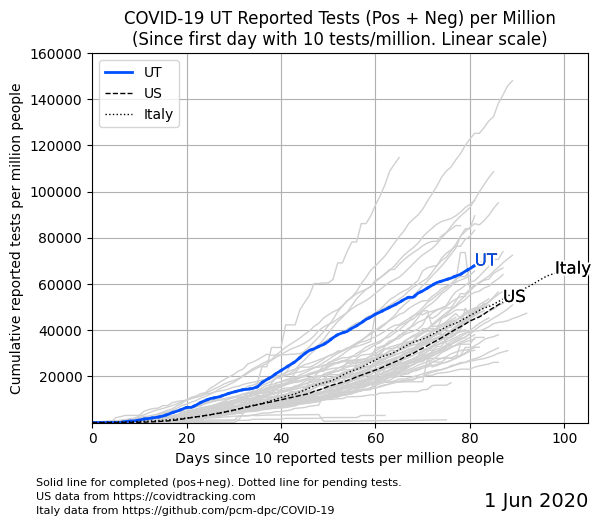 COVID-19 UT Reported Tests (Pos + Neg) per Million
(Since first day with 10 tests/million. Linear scale)
Cumulative reported tests per million people
160000
140000
120000
100000
80000
60000
40000
20000
UT
US
Italy
UT
Italy
US
0
20
40
60
80
100
Days since 10 reported tests per million people
Solid line for completed (pos+neg). Dotted line for pending tests.
US data from https://covidtracking.com
Italy data from https://github.com/pcm-dpc/COVID-19
1 Jun 2020